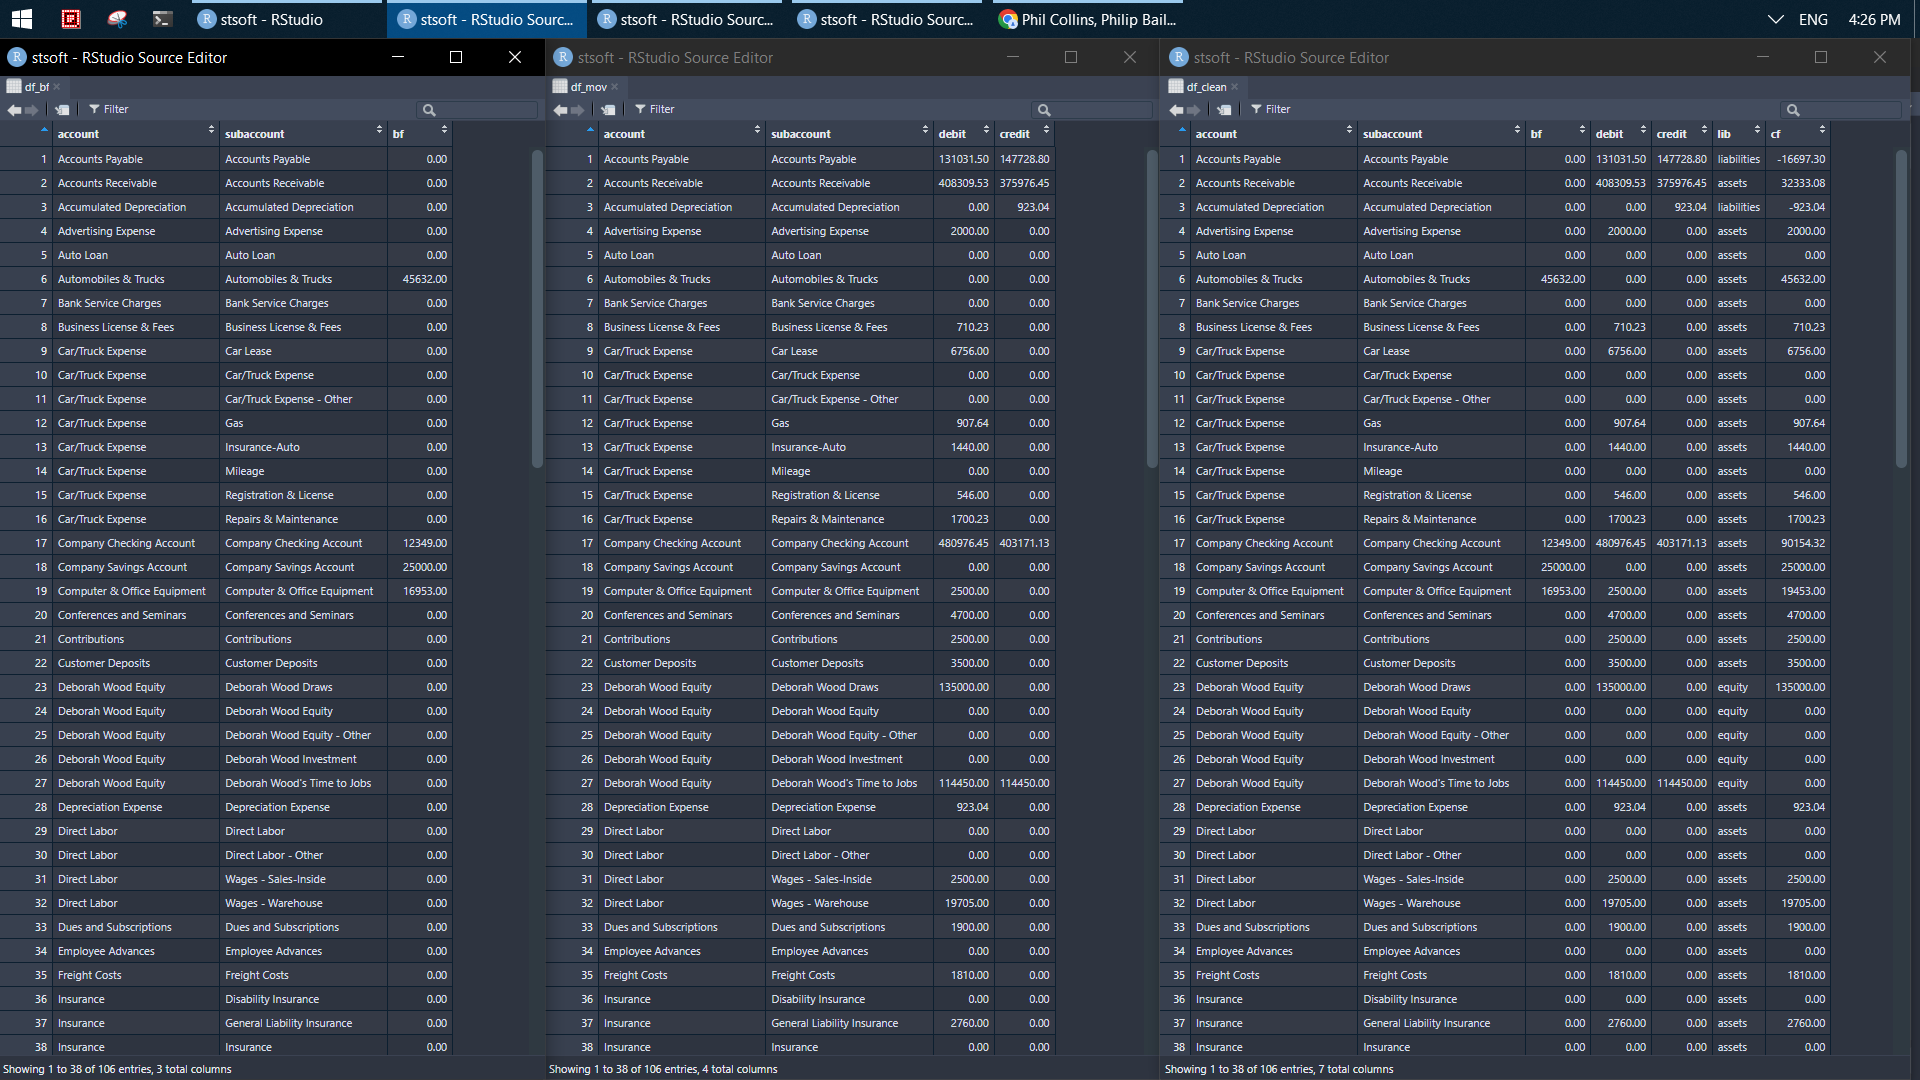 stsoft - RStudio
stsoft - RStudio Sourc...
stsoft - RStudio Sourc...
stsoft - RStudio Sourc...
Phil Collins, Philip Bail...
ENG
4:26 PM
stsoft - RStudio Source Editor
df_bf
Filter
account subaccount bf
1 Accounts Payable Accounts Payable 0.00
2 Accounts Receivable Accounts Receivable 0.00
3 Accumulated Depreciation Accumulated Depreciation 0.00
4 Advertising Expense Advertising Expense 0.00
5 Auto Loan Auto Loan 0.00
6 Automobiles & Trucks Automobiles & Trucks 45632.00
7 Bank Service Charges Bank Service Charges 0.00
8 Business License & Fees Business License & Fees 0.00
9 Car/Truck Expense Car Lease 0.00
10 Car/Truck Expense Car/Truck Expense 0.00
11 Car/Truck Expense Car/Truck Expense - Other 0.00
12 Car/Truck Expense Gas 0.00
13 Car/Truck Expense Insurance-Auto 0.00
14 Car/Truck Expense Mileage 0.00
15 Car/Truck Expense Registration & License 0.00
16 Car/Truck Expense Repairs & Maintenance 0.00
17 Company Checking Account Company Checking Account 12349.00
18 Company Savings Account Company Savings Account 25000.00
19 Computer & Office Equipment Computer & Office Equipment 16953.00
20 Conferences and Seminars Conferences and Seminars 0.00
21 Contributions Contributions 0.00
22 Customer Deposits Customer Deposits 0.00
23 Deborah Wood Equity Deborah Wood Draws 0.00
24 Deborah Wood Equity Deborah Wood Equity 0.00
25 Deborah Wood Equity Deborah Wood Equity - Other 0.00
26 Deborah Wood Equity Deborah Wood Investment 0.00
27 Deborah Wood Equity Deborah Wood's Time to Jobs 0.00
28 Depreciation Expense Depreciation Expense 0.00
29 Direct Labor Direct Labor 0.00
30 Direct Labor Direct Labor - Other 0.00
31 Direct Labor Wages - Sales-Inside 0.00
32 Direct Labor Wages - Warehouse 0.00
33 Dues and Subscriptions Dues and Subscriptions 0.00
34 Employee Advances Employee Advances 0.00
35 Freight Costs Freight Costs 0.00
36 Insurance Disability Insurance 0.00
37 Insurance General Liability Insurance 0.00
38 Insurance Insurance 0.00
Showing 1 to 38 of 106 entries, 3 total columns
stsoft - RStudio Source Editor
df_mov
Filter
account subaccount debit credit
1 Accounts Payable Accounts Payable 131031.50 147728.80
2 Accounts Receivable Accounts Receivable 408309.53 375976.45
3 Accumulated Depreciation Accumulated Depreciation 0.00 923.04
4 Advertising Expense Advertising Expense 2000.00 0.00
5 Auto Loan Auto Loan 0.00 0.00
6 Automobiles & Trucks Automobiles & Trucks 0.00 0.00
7 Bank Service Charges Bank Service Charges 0.00 0.00
8 Business License & Fees Business License & Fees 710.23 0.00
9 Car/Truck Expense Car Lease 6756.00 0.00
10 Car/Truck Expense Car/Truck Expense 0.00 0.00
11 Car/Truck Expense Car/Truck Expense - Other 0.00 0.00
12 Car/Truck Expense Gas 907.64 0.00
13 Car/Truck Expense Insurance-Auto 1440.00 0.00
14 Car/Truck Expense Mileage 0.00 0.00
15 Car/Truck Expense Registration & License 546.00 0.00
16 Car/Truck Expense Repairs & Maintenance 1700.23 0.00
17 Company Checking Account Company Checking Account 480976.45 403171.13
18 Company Savings Account Company Savings Account 0.00 0.00
19 Computer & Office Equipment Computer & Office Equipment 2500.00 0.00
20 Conferences and Seminars Conferences and Seminars 4700.00 0.00
21 Contributions Contributions 2500.00 0.00
22 Customer Deposits Customer Deposits 3500.00 0.00
23 Deborah Wood Equity Deborah Wood Draws 135000.00 0.00
24 Deborah Wood Equity Deborah Wood Equity 0.00 0.00
25 Deborah Wood Equity Deborah Wood Equity - Other 0.00 0.00
26 Deborah Wood Equity Deborah Wood Investment 0.00 0.00
27 Deborah Wood Equity Deborah Wood's Time to Jobs 114450.00 114450.00
28 Depreciation Expense Depreciation Expense 923.04 0.00
29 Direct Labor Direct Labor 0.00 0.00
30 Direct Labor Direct Labor - Other 0.00 0.00
31 Direct Labor Wages - Sales-Inside 2500.00 0.00
32 Direct Labor Wages - Warehouse 19705.00 0.00
33 Dues and Subscriptions Dues and Subscriptions 1900.00 0.00
34 Employee Advances Employee Advances 0.00 0.00
35 Freight Costs Freight Costs 1810.00 0.00
36 Insurance Disability Insurance 0.00 0.00
37 Insurance General Liability Insurance 2760.00 0.00
38 Insurance Insurance 0.00 0.00
Showing 1 to 38 of 106 entries, 4 total columns
stsoft - RStudio Source Editor
df_clean
Filter
account subaccount bf debit credit lib cf
1 Accounts Payable Accounts Payable 0.00 131031.50 147728.80 liabilities -16697.30
2 Accounts Receivable Accounts Receivable 0.00 408309.53 375976.45 assets 32333.08
3 Accumulated Depreciation Accumulated Depreciation 0.00 0.00 923.04 liabilities -923.04
4 Advertising Expense Advertising Expense 0.00 2000.00 0.00 assets 2000.00
5 Auto Loan Auto Loan 0.00 0.00 0.00 assets 0.00
6 Automobiles & Trucks Automobiles & Trucks 45632.00 0.00 0.00 assets 45632.00
7 Bank Service Charges Bank Service Charges 0.00 0.00 0.00 assets 0.00
8 Business License & Fees Business License & Fees 0.00 710.23 0.00 assets 710.23
9 Car/Truck Expense Car Lease 0.00 6756.00 0.00 assets 6756.00
10 Car/Truck Expense Car/Truck Expense 0.00 0.00 0.00 assets 0.00
11 Car/Truck Expense Car/Truck Expense - Other 0.00 0.00 0.00 assets 0.00
12 Car/Truck Expense Gas 0.00 907.64 0.00 assets 907.64
13 Car/Truck Expense Insurance-Auto 0.00 1440.00 0.00 assets 1440.00
14 Car/Truck Expense Mileage 0.00 0.00 0.00 assets 0.00
15 Car/Truck Expense Registration & License 0.00 546.00 0.00 assets 546.00
16 Car/Truck Expense Repairs & Maintenance 0.00 1700.23 0.00 assets 1700.23
17 Company Checking Account Company Checking Account 12349.00 480976.45 403171.13 assets 90154.32
18 Company Savings Account Company Savings Account 25000.00 0.00 0.00 assets 25000.00
19 Computer & Office Equipment Computer & Office Equipment 16953.00 2500.00 0.00 assets 19453.00
20 Conferences and Seminars Conferences and Seminars 0.00 4700.00 0.00 assets 4700.00
21 Contributions Contributions 0.00 2500.00 0.00 assets 2500.00
22 Customer Deposits Customer Deposits 0.00 3500.00 0.00 assets 3500.00
23 Deborah Wood Equity Deborah Wood Draws 0.00 135000.00 0.00 equity 135000.00
24 Deborah Wood Equity Deborah Wood Equity 0.00 0.00 0.00 equity 0.00
25 Deborah Wood Equity Deborah Wood Equity - Other 0.00 0.00 0.00 equity 0.00
26 Deborah Wood Equity Deborah Wood Investment 0.00 0.00 0.00 equity 0.00
27 Deborah Wood Equity Deborah Wood's Time to Jobs 0.00 114450.00 114450.00 equity 0.00
28 Depreciation Expense Depreciation Expense 0.00 923.04 0.00 assets 923.04
29 Direct Labor Direct Labor 0.00 0.00 0.00 assets 0.00
30 Direct Labor Direct Labor - Other 0.00 0.00 0.00 assets 0.00
31 Direct Labor Wages - Sales-Inside 0.00 2500.00 0.00 assets 2500.00
32 Direct Labor Wages - Warehouse 0.00 19705.00 0.00 assets 19705.00
33 Dues and Subscriptions Dues and Subscriptions 0.00 1900.00 0.00 assets 1900.00
34 Employee Advances Employee Advances 0.00 0.00 0.00 assets 0.00
35 Freight Costs Freight Costs 0.00 1810.00 0.00 assets 1810.00
36 Insurance Disability Insurance 0.00 0.00 0.00 assets 0.00
37 Insurance General Liability Insurance 0.00 2760.00 0.00 assets 2760.00
38 Insurance Insurance 0.00 0.00 0.00 assets 0.00
Showing 1 to 38 of 106 entries, 7 total columns